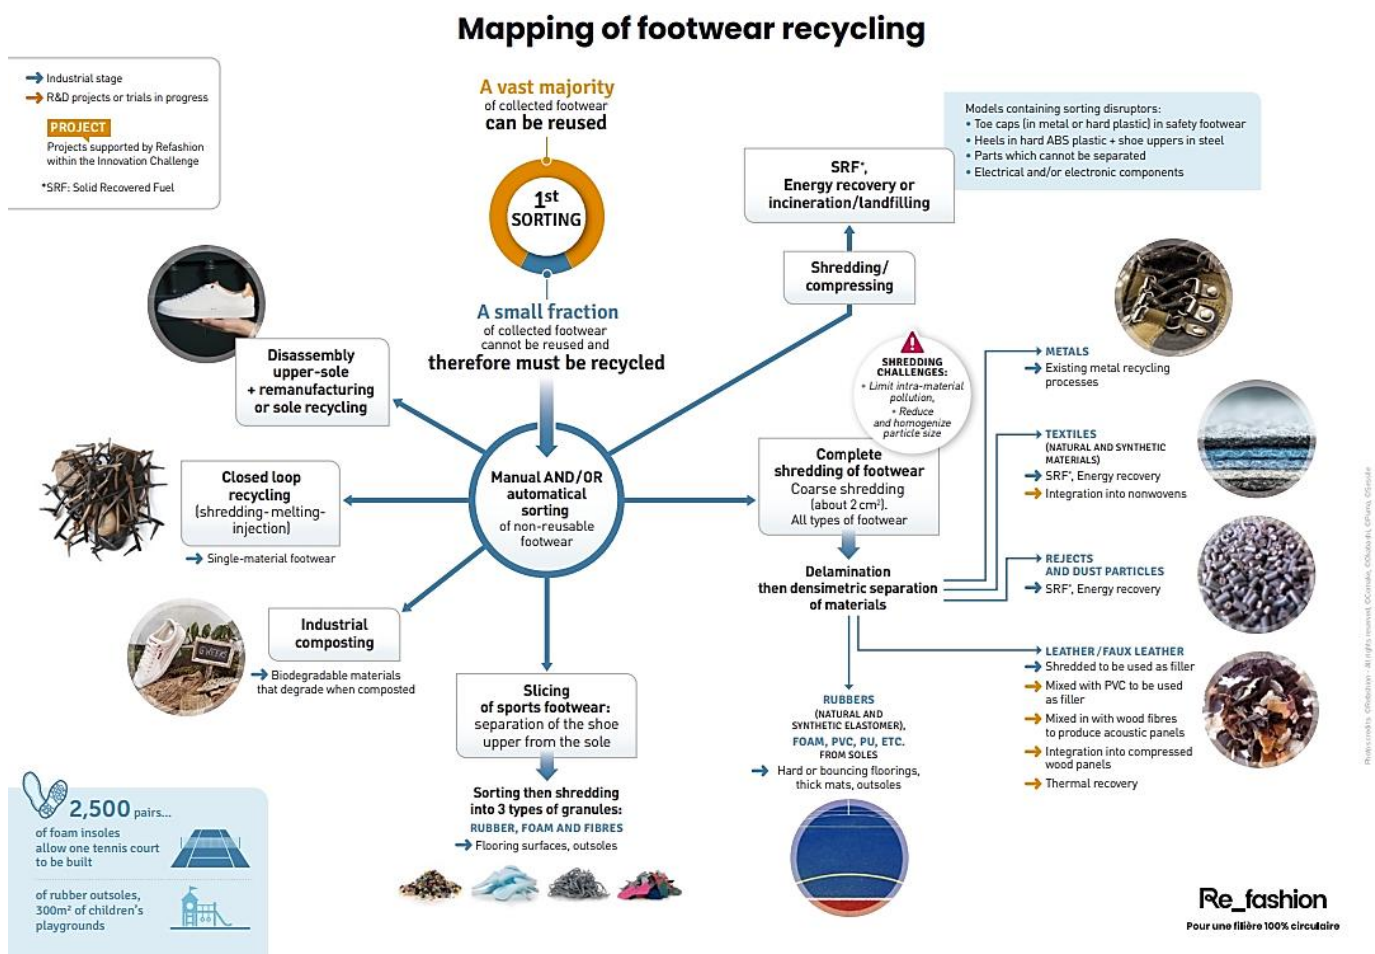 Mapping of footwear recycling
Industrial stage
R&D projects or trials in progress
PROJECT
Projects supported by Refashion
within the Innovation Challenge
*SRF: Solid Recovered Fuel
A vast majority
of collected footwear
can be reused
1st
SORTING
A small fraction
of collected footwear
cannot be reused and
therefore must be recycled
Models containing sorting disruptors:
• Toe caps (in metal or hard plastic) in safety footwear
• Heels in hard ABS plastic + shoe uppers in steel
• Parts which cannot be separated
• Electrical and/or electronic components
SRF*,
Energy recovery or
incineration/landfilling
Shredding/
compressing
Disassembly
upper-sole
+ remanufacturing
or sole recycling
Closed loop
recycling
(shredding-melting-
injection)
Single-material footwear
Industrial
composting
Biodegradable materials
that degrade when composted
Manual AND/OR
automatical
sorting
of non-reusable
footwear
Slicing
of sports footwear:
separation of the shoe
upper from the sole
Sorting then shredding
into 3 types of granules:
RUBBER, FOAM AND FIBRES
Flooring surfaces, outsoles
SHREDDING
CHALLENGES:
• Limit intra-material
pollution,
• Reduce
and homogenize
particle size
Complete
shredding of footwear
Coarse shredding
(about 2 cm²).
All types of footwear
Delamination
then densimetric separation
of materials
METALS
Existing metal recycling
processes
TEXTILES
(NATURAL AND SYNTHETIC
MATERIALS)
SRF*, Energy recovery
Integration into nonwovens
REJECTS
AND DUST PARTICLES
SRF*, Energy recovery
LEATHER/FAUX LEATHER
Shredded to be used as filler
Mixed with PVC to be used
as filler
Mixed in with wood fibres
to produce acoustic panels
Integration into compressed
wood panels
Thermal recovery
RUBBERS
(NATURAL AND
SYNTHETIC ELASTOMER),
FOAM, PVC, PU, ETC.
FROM SOLES
Hard or bouncing floorings,
thick mats, outsoles
2,500 pairs...
of foam insoles
allow one tennis court
to be built
of rubber outsoles,
300m² of children's
playgrounds
Re_fashion
Pour une filière 100% circulaire